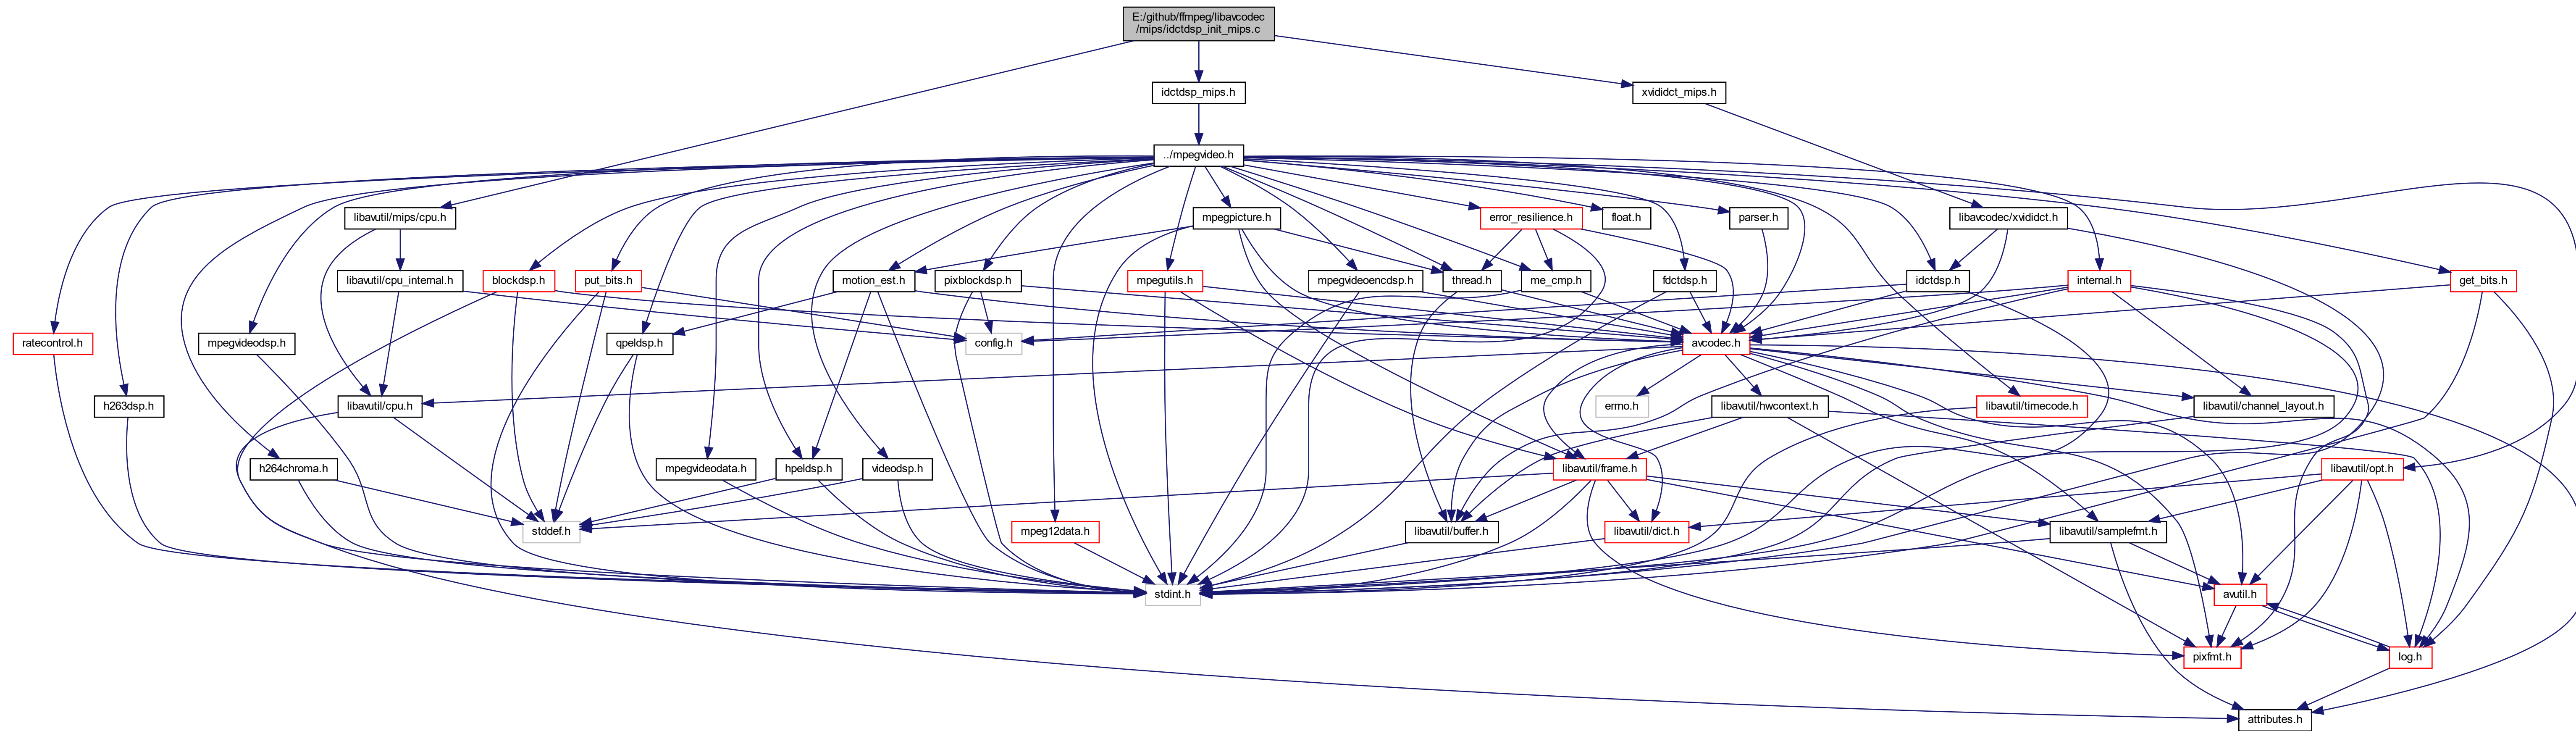 E:/github/ffmpeg/libavcodec
/mips/idctdsp_init_mips.c
idctdsp_mips.h
xvididct_mips.h
../mpegvideo.h
libavutil/mips/cpu.h
mpegpicture.h
error_resilience.h
float.h
parser.h
libavcodec/xvididct.h
libavutil/cpu_internal.h
blockdsp.h
put_bits.h
motion_est.h
pixblockdsp.h
mpegutils.h
mpegvideoencdsp.h
thread.h
me_cmp.h
fdctdsp.h
idctdsp.h
internal.h
get_bits.h
ratecontrol.h
mpegvideodsp.h
qpeldsp.h
config.h
avcodec.h
h263dsp.h
libavutil/cpu.h
errno.h
libavutil/hwcontext.h
libavutil/timecode.h
libavutil/channel_layout.h
h264chroma.h
mpegvideodata.h
hpeldsp.h
videodsp.h
libavutil/frame.h
libavutil/opt.h
stddef.h
mpeg12data.h
libavutil/buffer.h
libavutil/dict.h
libavutil/samplefmt.h
stdint.h
avutil.h
pixfmt.h
log.h
attributes.h